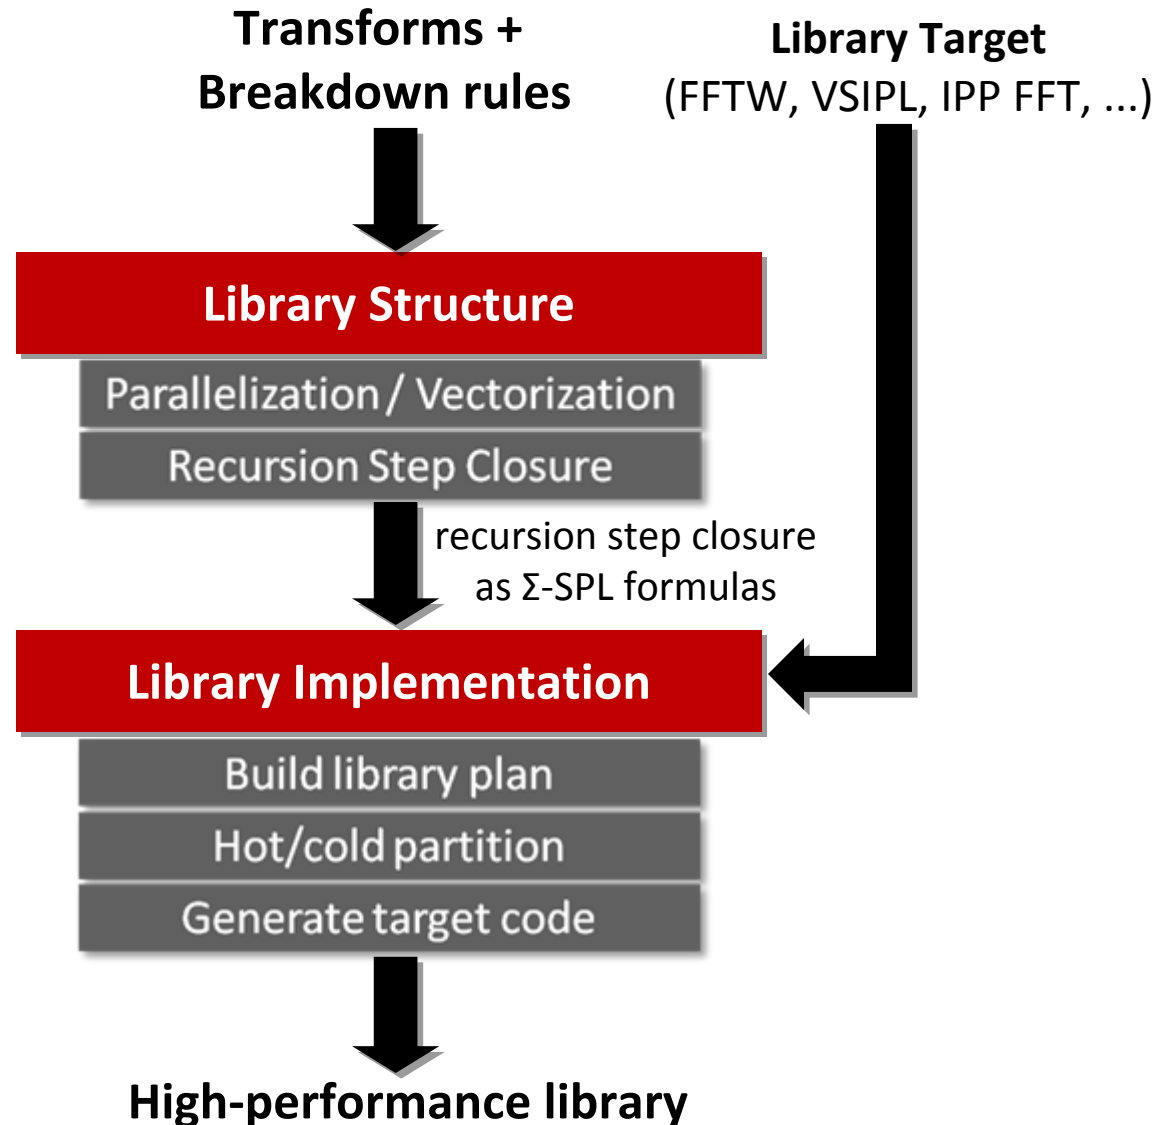 Transforms +
Breakdown rules
Library Target
(FFTW, VSIPL, IPP FFT, ...)
Library Structure
Parallelization / Vectorization
Recursion Step Closure
recursion step closure
as Σ-SPL formulas
Library Implementation
Build library plan
Hot/cold partition
Generate target code
High-performance library